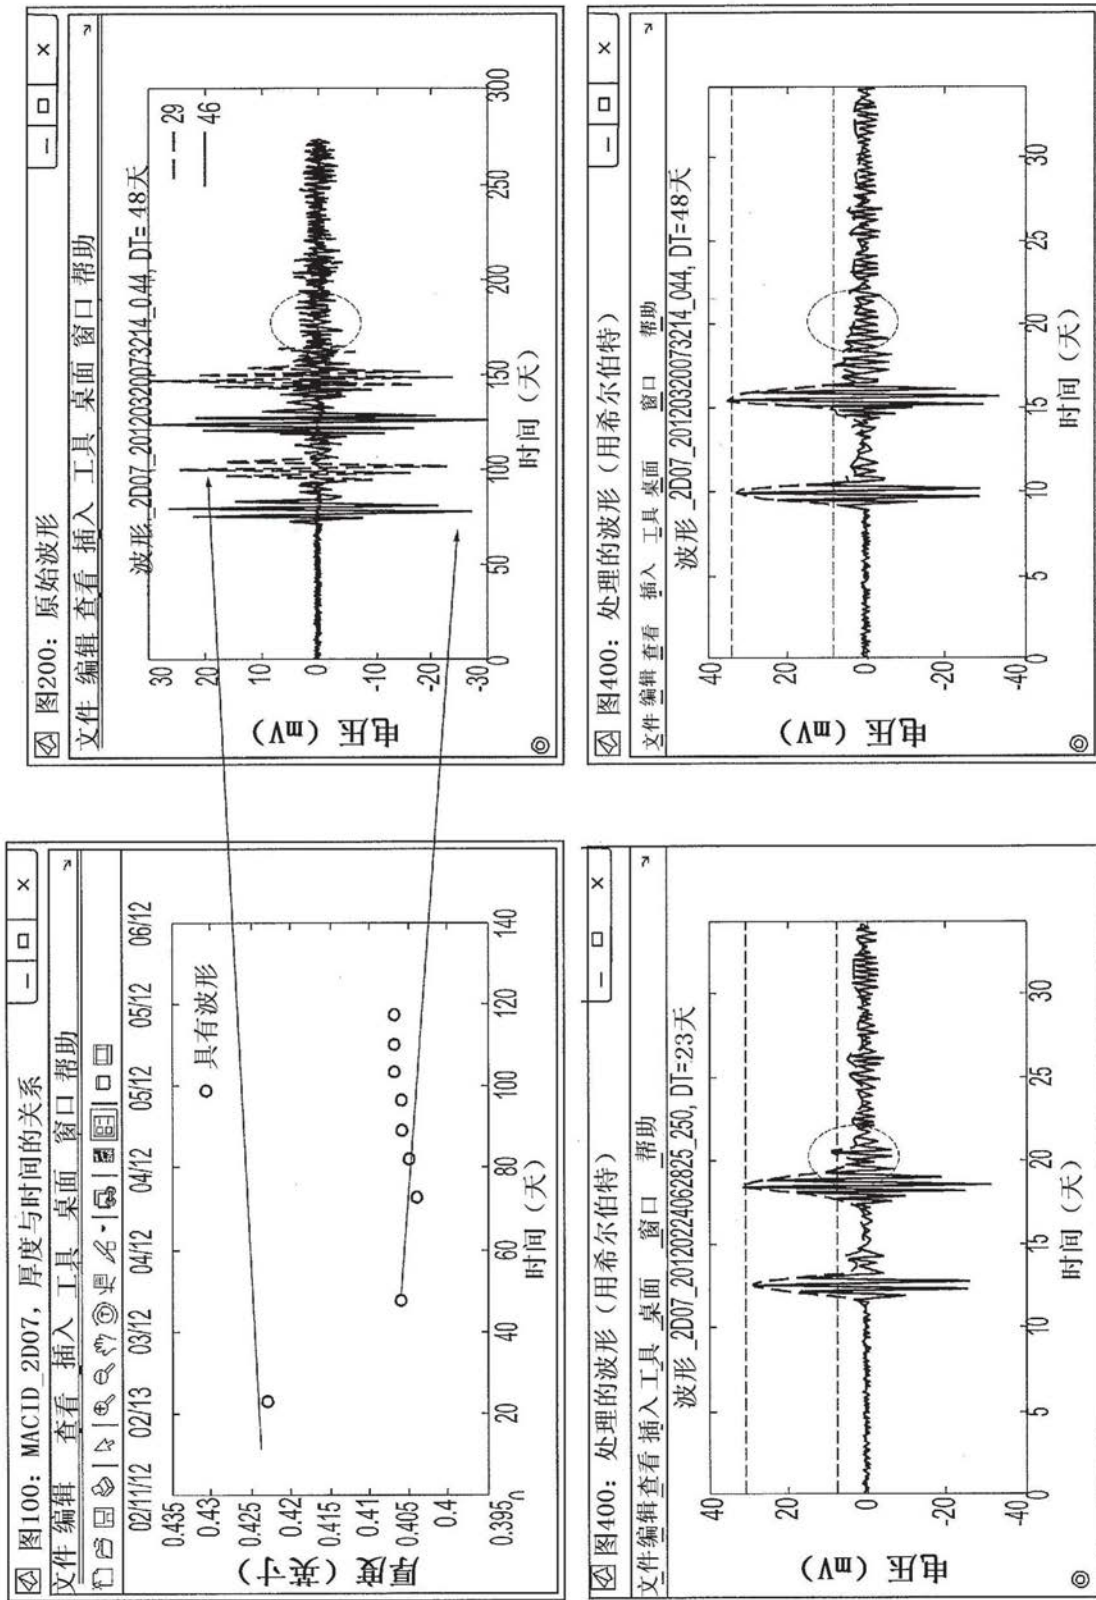 图100: MACID_2D07, 厚度与时间的关系
文件 编辑 查看 插入 工具 桌面 窗口 帮助
02/11/12 02/13 03/12 04/12 04/12 05/12 05/12 06/12
具有波形
厚度 (英寸)
0.435
0.43
0.425
0.42
0.415
0.41
0.405
0.4
0.395
0 20 40 60 80 100 120 140
时间 (天)
图200: 原始波形
文件 编辑 查看 插入 工具 桌面 窗口 帮助
波形_2D07_20120320073214_044, DT=48天
29
46
电压 (mV)
30
20
10
0
-10
-20
-30
0 50 100 150 200 250 300
时间 (天)
图400: 处理的波形 (用希尔伯特)
文件 编辑 查看 插入 工具 桌面 窗口 帮助
波形_2D07_20120224062825_250, DT=23天
电压 (mV)
40
20
0
-20
-40
0 5 10 15 20 25 30
时间 (天)
图400: 处理的波形 (用希尔伯特)
文件 编辑 查看 插入 工具 桌面 窗口 帮助
波形_2D07_20120320073214_044, DT=48天
电压 (mV)
40
20
0
-20
-40
0 5 10 15 20 25 30
时间 (天)